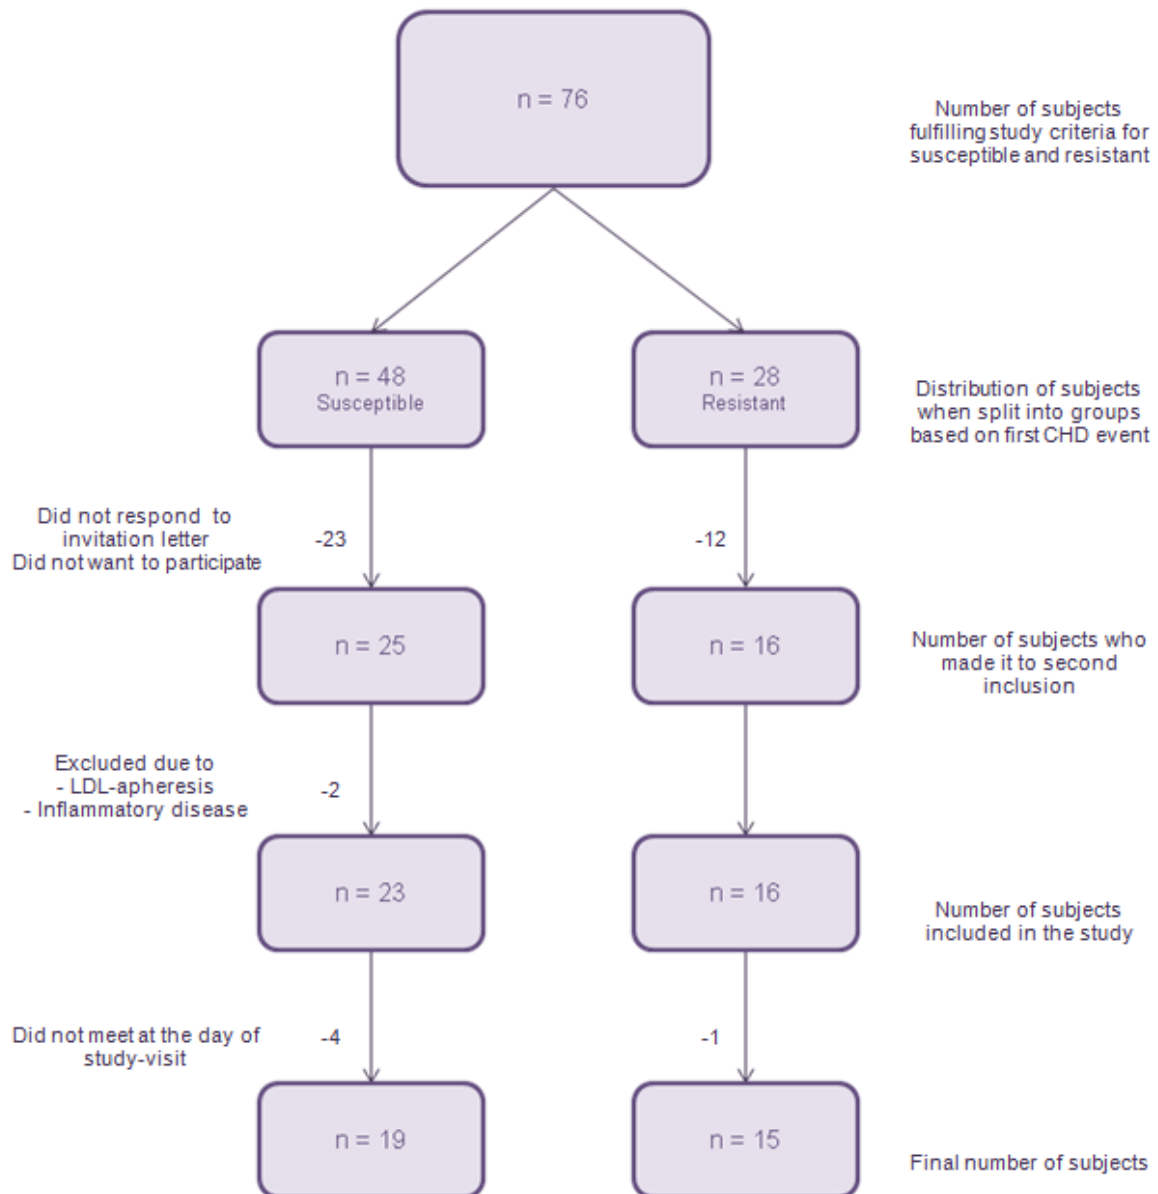 n = 76
Number of subjects
fulfilling study criteria for
susceptible and resistant
n = 48
Susceptible
n = 28
Resistant
Distribution of subjects
when split into groups
based on first CHD event
Did not respond to
invitation letter
Did not want to participate
-23
-12
n = 25
n = 16
Number of subjects who
made it to second
inclusion
Excluded due to
- LDL-apheresis
- Inflammatory disease
-2
n = 23
n = 16
Number of subjects
included in the study
Did not meet at the day of
study-visit
-4
-1
n = 19
n = 15
Final number of subjects